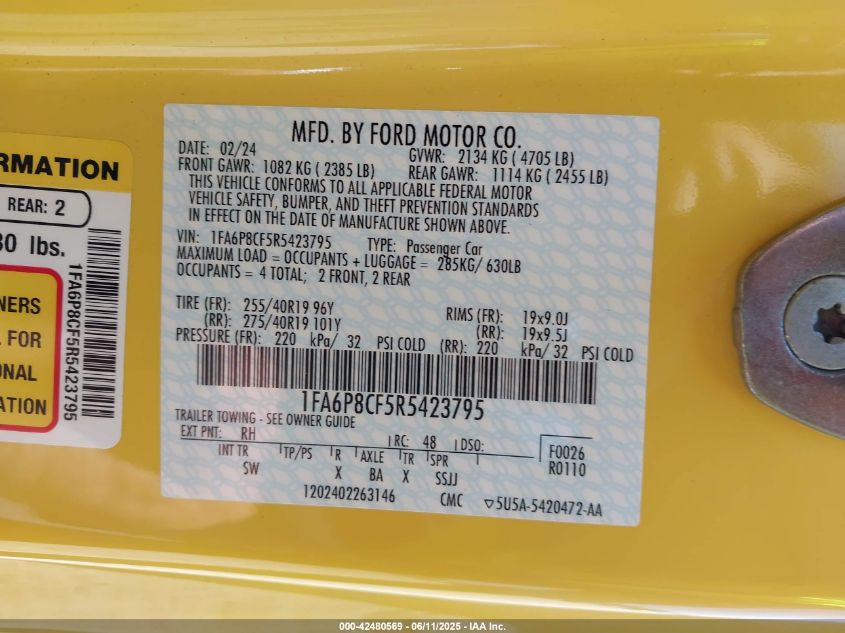 RMATION
REAR: 2
30 lbs.
NERS
FOR
ONAL
ATION
1FA6P8CF5R5423795
MFD. BY FORD MOTOR CO.
DATE: 02/24 GVWR: 2134 KG ( 4705 LB)
FRONT GAWR: 1082 KG ( 2385 LB) REAR GAWR: 1114 KG ( 2455 LB)
THIS VEHICLE CONFORMS TO ALL APPLICABLE FEDERAL MOTOR
VEHICLE SAFETY, BUMPER, AND THEFT PREVENTION STANDARDS
IN EFFECT ON THE DATE OF MANUFACTURE SHOWN ABOVE.
VIN: 1FA6P8CF5R5423795 TYPE: Passenger Car
MAXIMUM LOAD = OCCUPANTS + LUGGAGE = 285KG/ 630LB
OCCUPANTS = 4 TOTAL; 2 FRONT, 2 REAR
TIRE (FR): 255/40R19 96Y RIMS (FR): 19x9.0J
(RR): 275/40R19 101Y (RR): 19x9.5J
PRESSURE (FR): 220 kPa/ 32 PSI COLD (RR): 220 kPa/ 32 PSI COLD
1FA6P8CF5R5423795
TRAILER TOWING - SEE OWNER GUIDE
EXT PNT: RH RC: 48 DSO: F0026
INT TR TP/PS R AXLE TR SPR R0110
SW X BA X SSJJ
1202402263146 CMC ▽5U5A-5420472-AA
000-42480569 - 06/11/2025 - IAA Inc.